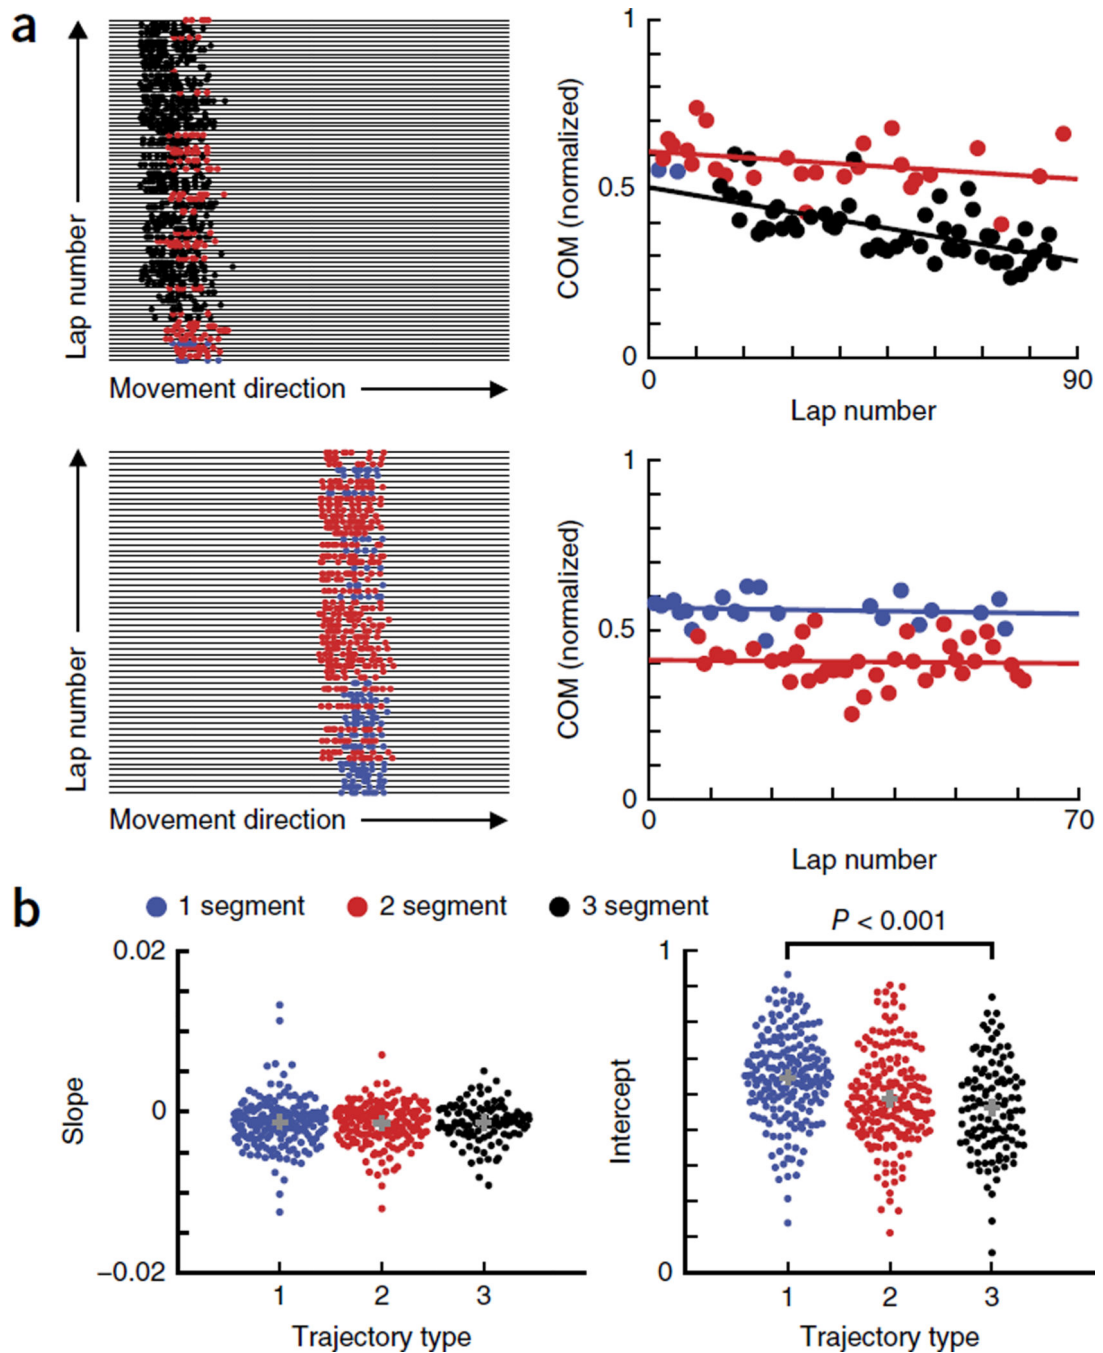 a
Lap number
Movement direction
1
0.5
0
COM (normalized)
0
90
Lap number
Lap number
Movement direction
1
0.5
0
COM (normalized)
0
70
Lap number
b
1 segment
2 segment
3 segment
0.02
0
−0.02
Slope
1
2
3
Trajectory type
P < 0.001
1
0
Intercept
1
2
3
Trajectory type